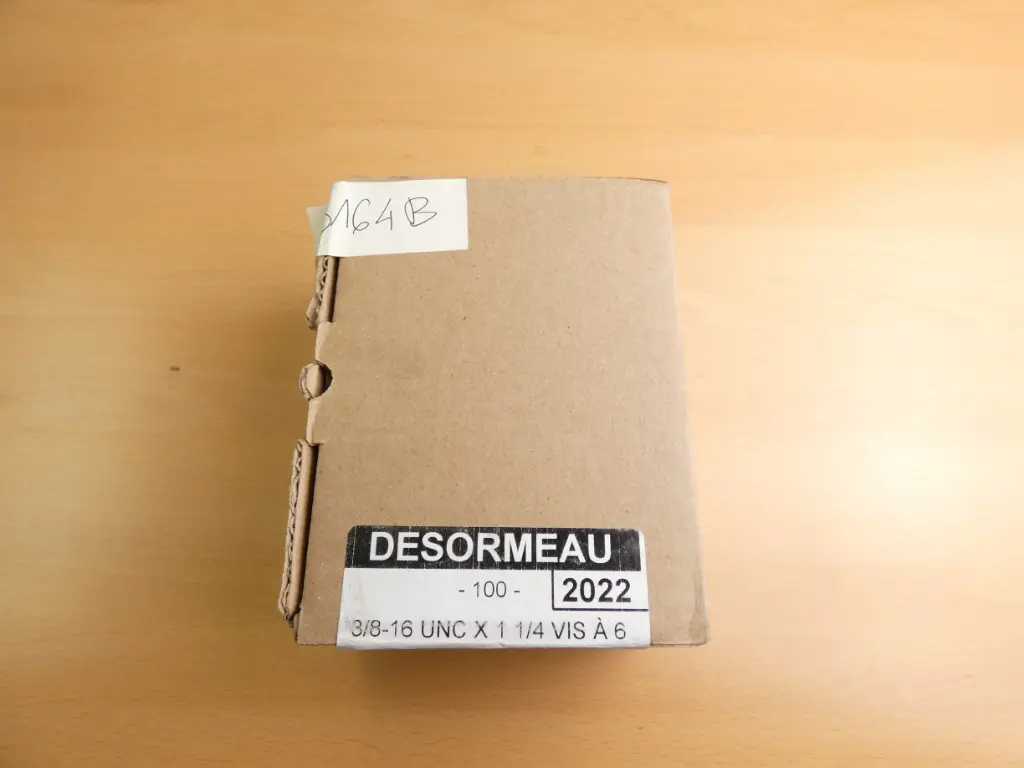 164B
DESORMEAU
- 100 -
2022
3/8-16 UNC X 1 1/4 VIS À 6